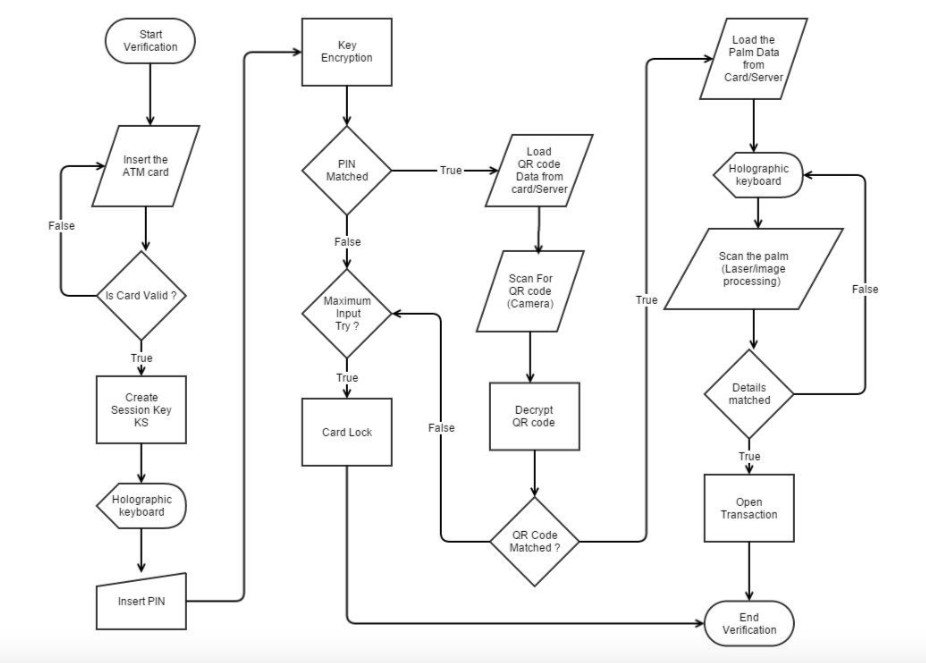 Start
Verification
Insert the
ATM card
False
Is Card Valid ?
True
Create
Session Key
KS
Holographic
keyboard
Insert PIN
Key
Encryption
PIN
Matched
True
False
Maximum
Input
Try ?
True
Card Lock
Load
QR code
Data from
card/Server
Scan For
QR code
(Camera)
Decrypt
QR code
False
QR Code
Matched ?
True
Load the
Palm Data
from
Card/Server
Holographic
keyboard
Scan the palm
(Laser/image
processing)
False
Details
matched
True
Open
Transaction
End
Verification